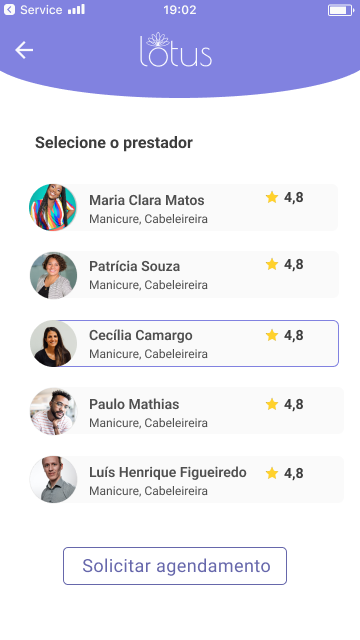 Service
19:02
lotus
Selecione o prestador
Maria Clara Matos
4,8
Manicure, Cabeleireira
Patrícia Souza
4,8
Manicure, Cabeleireira
Cecília Camargo
4,8
Manicure, Cabeleireira
Paulo Mathias
4,8
Manicure, Cabeleireira
Luís Henrique Figueiredo
4,8
Manicure, Cabeleireira
Solicitar agendamento